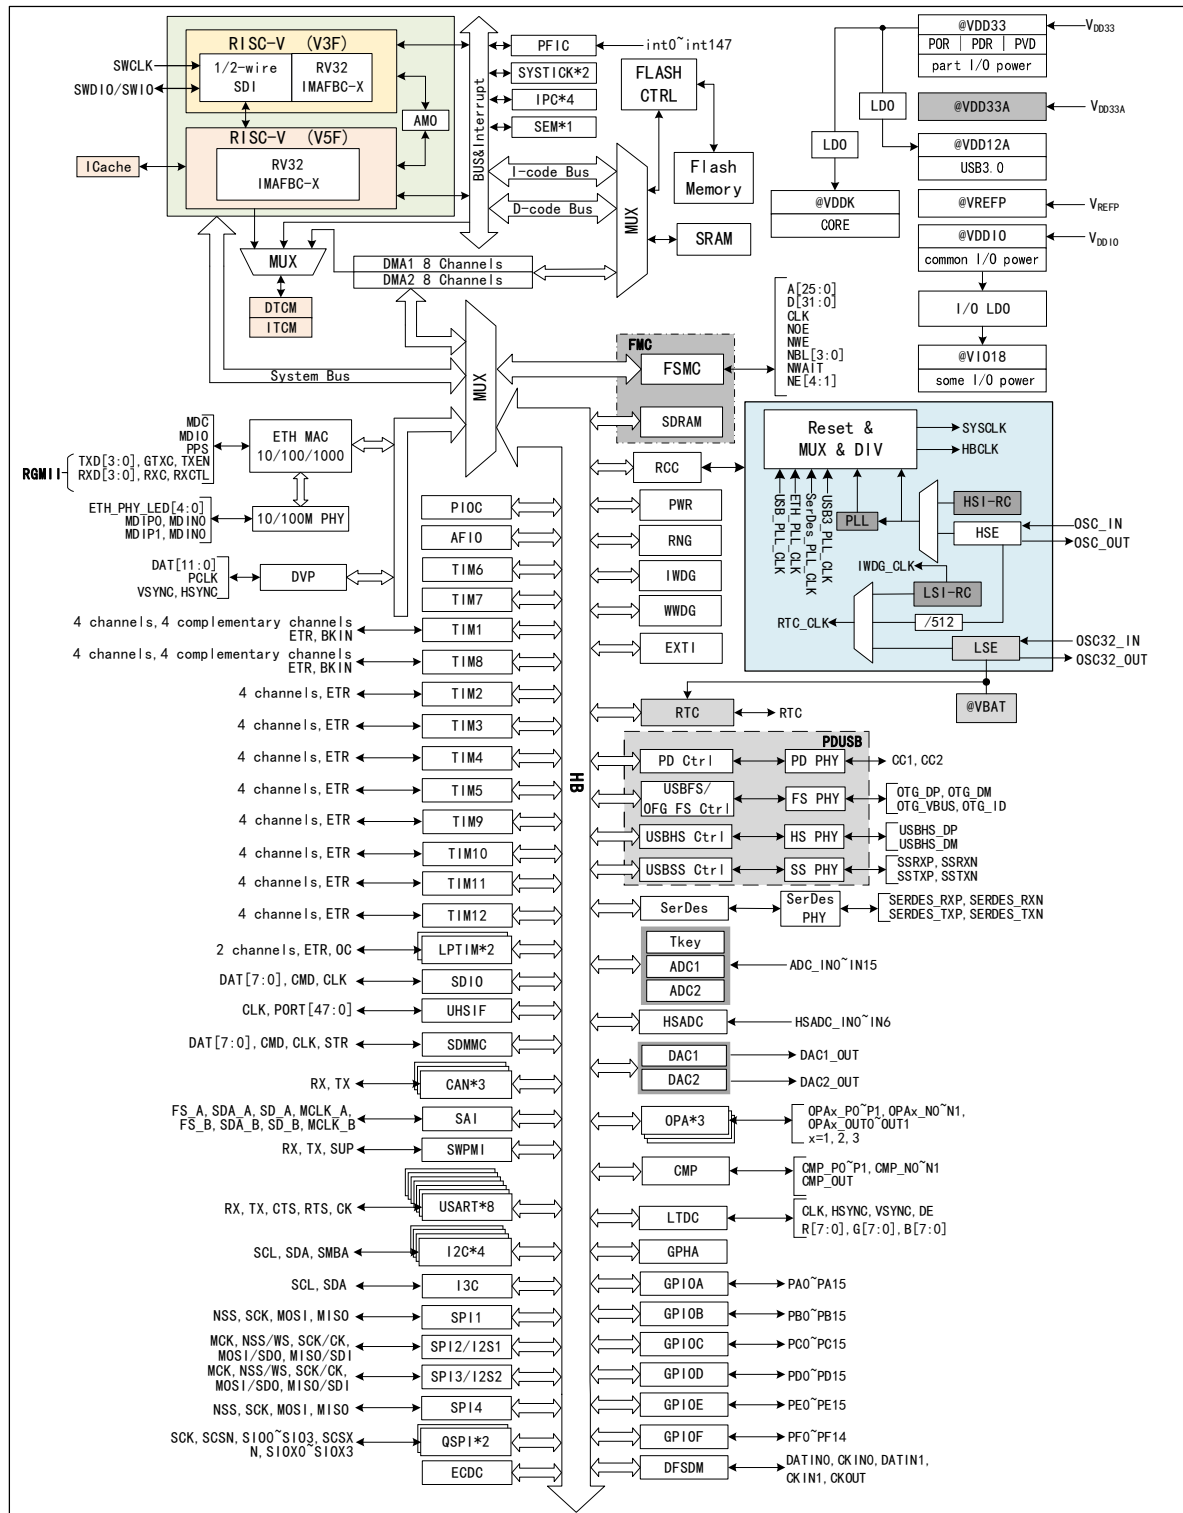 RISC-V (V3F)
SWCLK
SWDIO/SWIO
1/2-wire
SDI
RV32
IMAFBC-X
AMO
RISC-V (V5F)
RV32
IMAFBC-X
ICache
BUS&Interrupt
PFIC
int0~int147
SYSTICK*2
IPC*4
SEM*1
FLASH
CTRL
Flash
Memory
SRAM
I-code Bus
D-code Bus
MUX
MUX
DTCM
ITCM
DMA1 8 Channels
DMA2 8 Channels
System Bus
MUX
@VDD33
POR | PDR | PVD
part I/O power
VDD33
LDO
@VDD33A
VDD33A
LDO
@VDD12A
USB3.0
@VDDK
CORE
@VREFP
VREFP
@VDDIO
common I/O power
VDDIO
I/O LDO
@VIO18
some I/O power
FMC
FSMC
SDRAM
A[25:0]
D[31:0]
CLK
NOE
NWE
NBL[3:0]
NWAIT
NE[4:1]
Reset &
MUX & DIV
SYSCLK
HBCLK
USB_PLL_CLK
ETH_PLL_CLK
SerDes_PLL_CLK
USB3_PLL_CLK
PLL
HSI-RC
HSE
OSC_IN
OSC_OUT
IWDG_CLK
LSI-RC
RTC_CLK
/512
LSE
OSC32_IN
OSC32_OUT
@VBAT
MDC
MDIO
PPS
RGMII
TXD[3:0], GTXC, TXEN
RXD[3:0], RXC, RXCTL
ETH MAC
10/100/1000
ETH_PHY_LED[4:0]
MDIP0, MDIN0
MDIP1, MDIN0
10/100M PHY
DAT[11:0]
PCLK
VSYNC, HSYNC
DVP
HB
PIOC
AFIO
TIM6
TIM7
4 channels, 4 complementary channels
ETR, BKIN
TIM1
4 channels, 4 complementary channels
ETR, BKIN
TIM8
4 channels, ETR
TIM2
4 channels, ETR
TIM3
4 channels, ETR
TIM4
4 channels, ETR
TIM5
4 channels, ETR
TIM9
4 channels, ETR
TIM10
4 channels, ETR
TIM11
4 channels, ETR
TIM12
2 channels, ETR, OC
LPTIM*2
DAT[7:0], CMD, CLK
SDIO
CLK, PORT[47:0]
UHSIF
DAT[7:0], CMD, CLK, STR
SDMMC
RX, TX
CAN*3
FS_A, SDA_A, SD_A, MCLK_A,
FS_B, SDA_B, SD_B, MCLK_B
SAI
RX, TX, SUP
SWPMI
RX, TX, CTS, RTS, CK
USART*8
SCL, SDA, SMBA
I2C*4
SCL, SDA
I3C
NSS, SCK, MOSI, MISO
SPI1
MCK, NSS/WS, SCK/CK,
MOSI/SDO, MISO/SDI
SPI2/I2S1
MCK, NSS/WS, SCK/CK,
MOSI/SDO, MISO/SDI
SPI3/I2S2
NSS, SCK, MOSI, MISO
SPI4
SCK, SCSN, SIO0~SIO3, SCSX
N, SIOX0~SIOX3
QSPI*2
ECDC
RCC
PWR
RNG
IWDG
WWDG
EXTI
RTC
RTC
PDUSB
PD Ctrl
PD PHY
CC1, CC2
USBFS/
OFG FS Ctrl
FS PHY
OTG_DP, OTG_DM
OTG_VBUS, OTG_ID
USBHS Ctrl
HS PHY
USBHS_DP
USBHS_DM
USBSS Ctrl
SS PHY
SSRXP, SSRXN
SSTXP, SSTXN
SerDes
SerDes
PHY
SERDES_RXP, SERDES_RXN
SERDES_TXP, SERDES_TXN
Tkey
ADC1
ADC2
ADC_IN0~IN15
HSADC
HSADC_IN0~IN6
DAC1
DAC1_OUT
DAC2
DAC2_OUT
OPA*3
OPAx_P0~P1, OPAx_N0~N1,
OPAx_OUT0~OUT1
x=1, 2, 3
CMP
CMP_P0~P1, CMP_N0~N1
CMP_OUT
LTDC
CLK, HSYNC, VSYNC, DE
R[7:0], G[7:0], B[7:0]
GPHA
GPIOA
PA0~PA15
GPIOB
PB0~PB15
GPIOC
PC0~PC15
GPIOD
PD0~PD15
GPIOE
PE0~PE15
GPIOF
PF0~PF14
DFSDM
DATIN0, CKIN0, DATIN1,
CKIN1, CKOUT